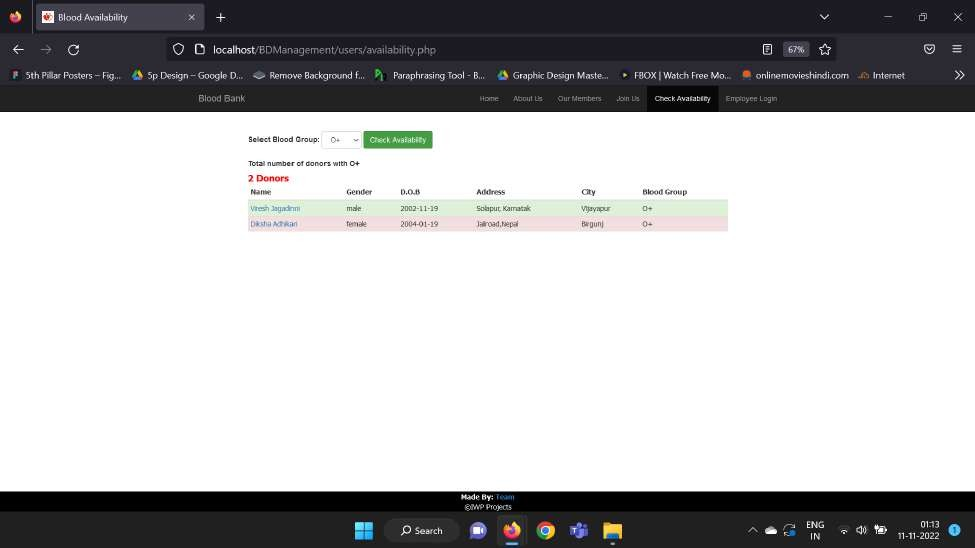 Blood Availability
localhost/BDManagement/users/availability.php
67%
5th Pillar Posters – Fig...
5p Design – Google D...
Remove Background f...
Paraphrasing Tool - B...
Graphic Design Maste...
FBOX | Watch Free Mo...
onlinemovieshindi.com
Internet
Blood Bank
Home
About Us
Our Members
Join Us
Check Availability
Employee Login
Select Blood Group: O+ Check Availability
Total number of donors with O+
2 Donors
Name Gender D.O.B Address City Blood Group
Viresh Jagadinni male 2002-11-19 Solapur, Karnatak Vijayapur O+
Diksha Adhikari female 2004-01-19 Jalroad,Nepal Birgunj O+
Made By: Team
©IWP Projects
Search
ENG
IN
01:13
11-11-2022
1